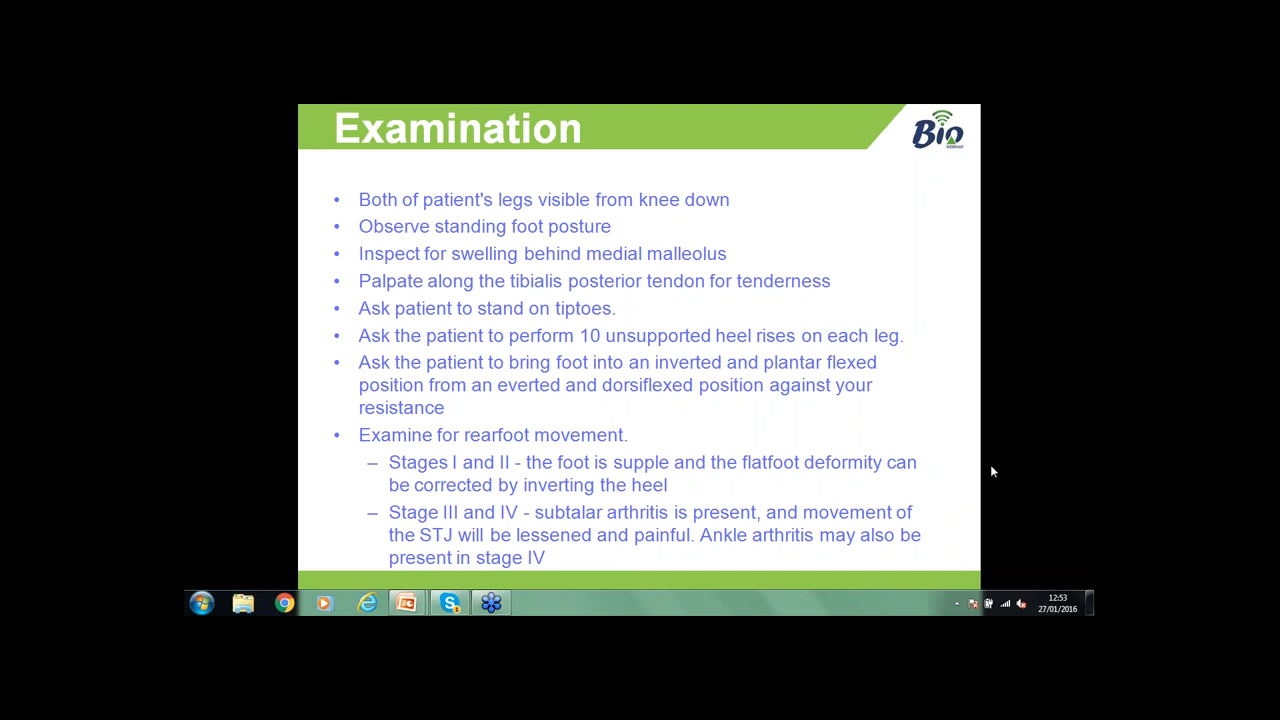 Examination
Bio
WEBINAR
• Both of patient's legs visible from knee down
• Observe standing foot posture
• Inspect for swelling behind medial malleolus
• Palpate along the tibialis posterior tendon for tenderness
• Ask patient to stand on tiptoes.
• Ask the patient to perform 10 unsupported heel rises on each leg.
• Ask the patient to bring foot into an inverted and plantar flexed
position from an everted and dorsiflexed position against your
resistance
• Examine for rearfoot movement.
– Stages I and II - the foot is supple and the flatfoot deformity can
be corrected by inverting the heel
– Stage III and IV - subtalar arthritis is present, and movement of
the STJ will be lessened and painful. Ankle arthritis may also be
present in stage IV
12:53
27/01/2016